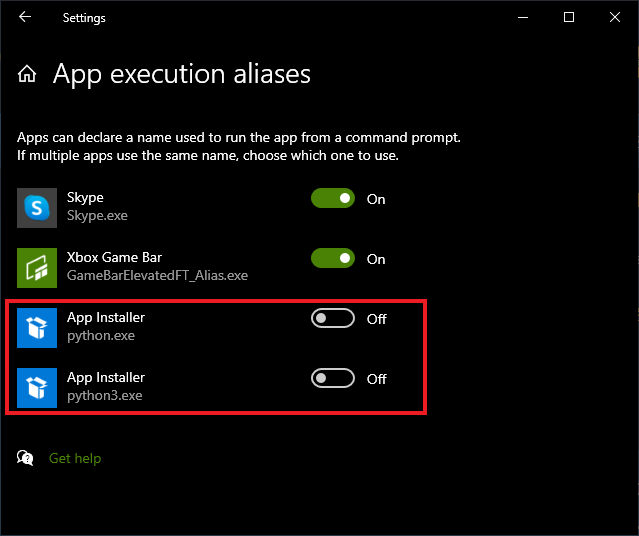 Settings
App execution aliases
Apps can declare a name used to run the app from a command prompt.
If multiple apps use the same name, choose which one to use.
Skype
Skype.exe
On
Xbox Game Bar
GameBarElevatedFT_Alias.exe
On
App Installer
python.exe
Off
App Installer
python3.exe
Off
Get help